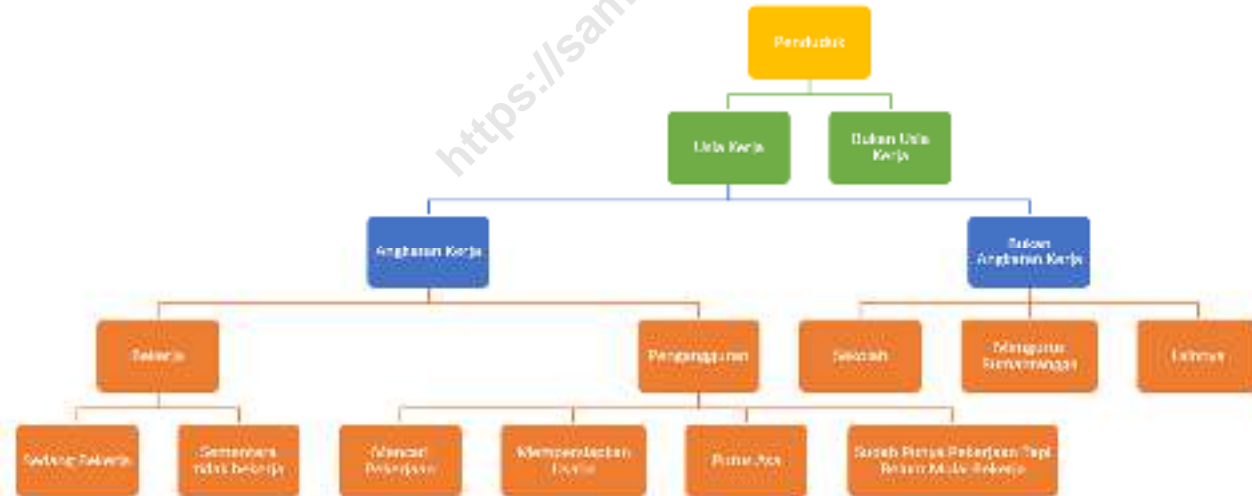 https://san
Penduduk
Usia Kerja
Bukan Usia
Kerja
Angkatan Kerja
Bukan
Angkatan Kerja
Bekerja
Pengangguran
Sekolah
Mengurus
Rumahtangga
Lainnya
Sedang Bekerja
Sementara
tidak bekerja
Mencari
Pekerjaan
Mempersiapkan
Usaha
Putus Asa
Sudah Punya Pekerjaan Tapi
Belum Mulai Bekerja